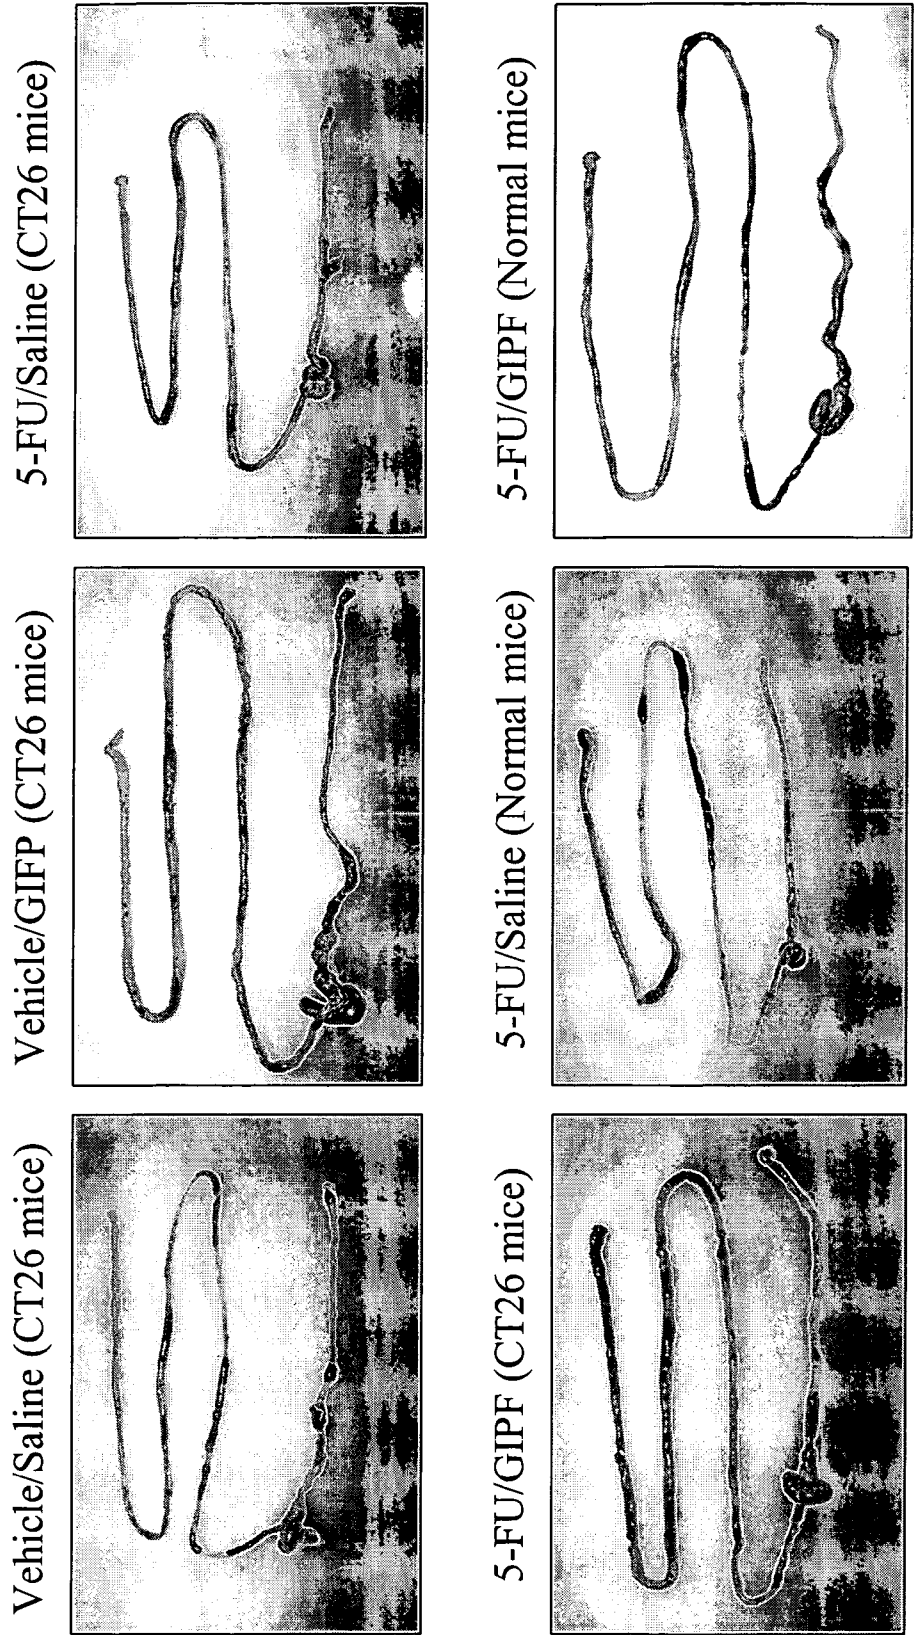 Vehicle/Saline (CT26 mice)
Vehicle/GIFP (CT26 mice)
5-FU/Saline (CT26 mice)
5-FU/GIPF (CT26 mice)
5-FU/Saline (Normal mice)
5-FU/GIPF (Normal mice)